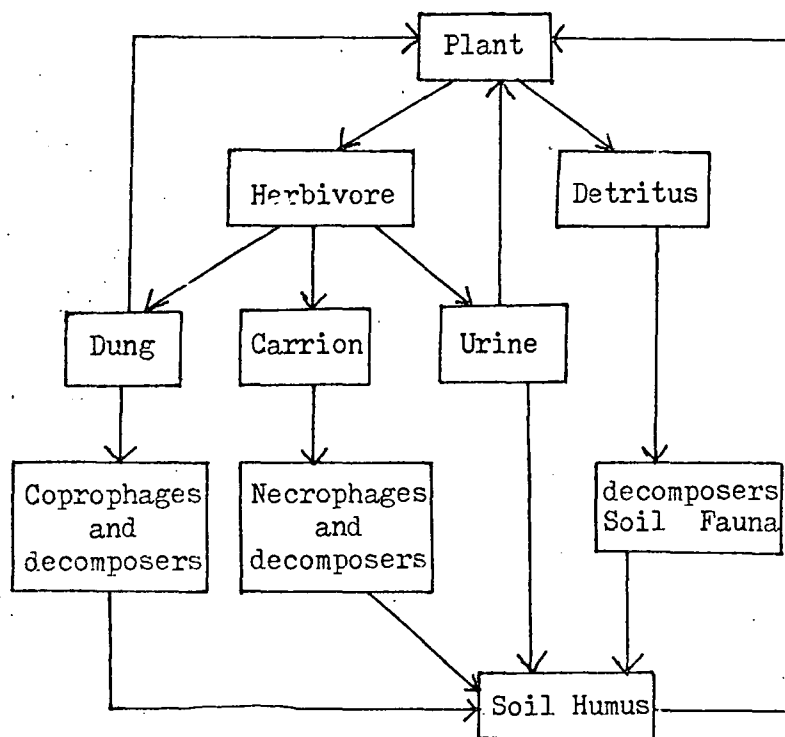 Plant
Herbivore
Detritus
Dung
Carrion
Urine
Coprophages
and
decomposers
Necrophages
and
decomposers
decomposers
Soil Fauna
Soil Humus